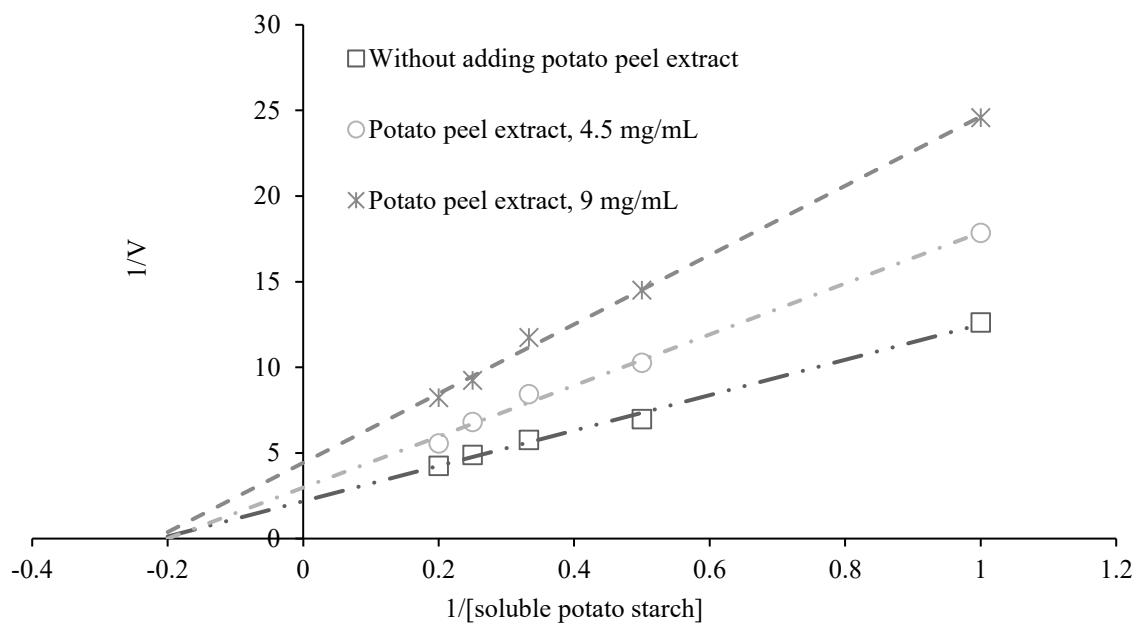 30
Without adding potato peel extract
25
Potato peel extract, 4.5 mg/mL
20
Potato peel extract, 9 mg/mL
1/V
15
10
5
0
-0.4 -0.2 0 0.2 0.4 0.6 0.8 1 1.2
1/[soluble potato starch]